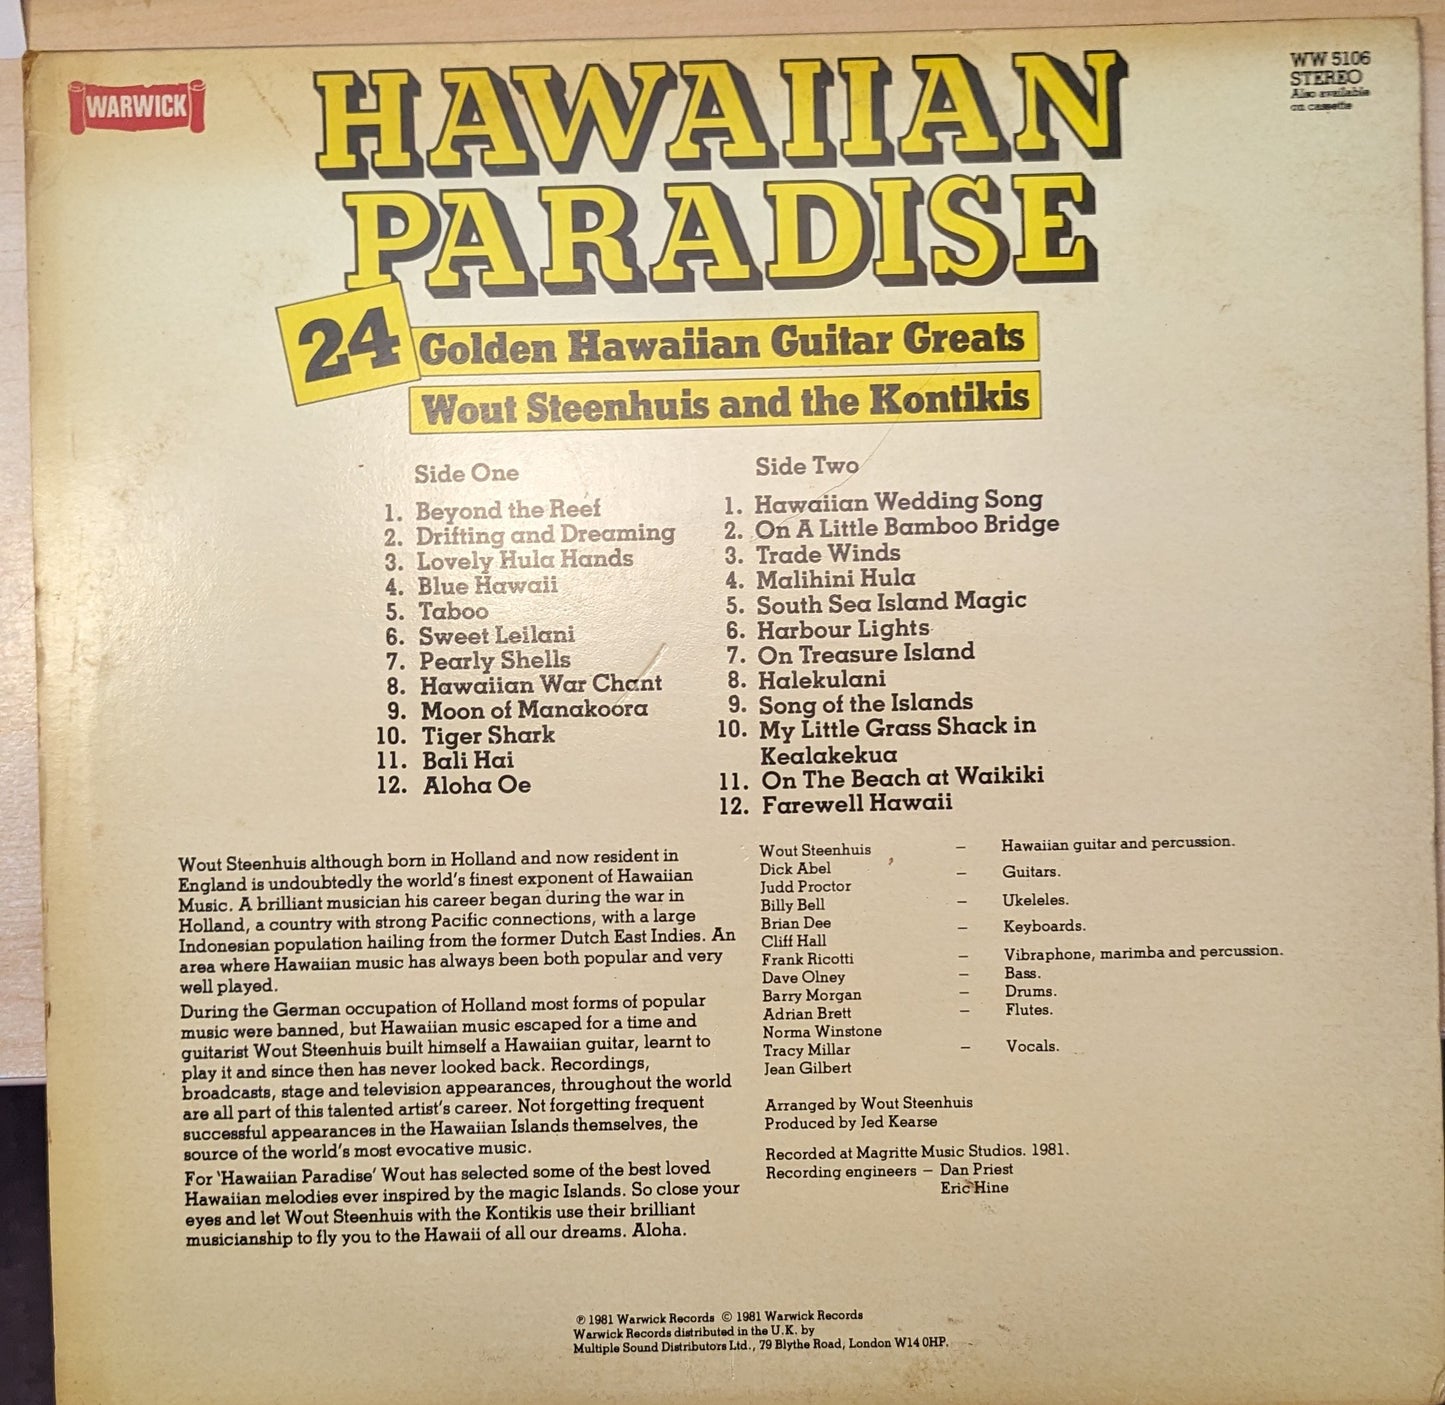 WARWICK
HAWAIIAN
PARADISE
WW 5106
STEREO
Also available
on cassette
24
Golden Hawaiian Guitar Greats
Wout Steenhuis and the Kontikis
Side One
1. Beyond the Reef
2. Drifting and Dreaming
3. Lovely Hula Hands
4. Blue Hawaii
5. Taboo
6. Sweet Leilani
7. Pearly Shells
8. Hawaiian War Chant
9. Moon of Manakoora
10. Tiger Shark
11. Bali Hai
12. Aloha Oe
Side Two
1. Hawaiian Wedding Song
2. On A Little Bamboo Bridge
3. Trade Winds
4. Malihini Hula
5. South Sea Island Magic
6. Harbour Lights
7. On Treasure Island
8. Halekulani
9. Song of the Islands
10. My Little Grass Shack in
Kealakekua
11. On The Beach at Waikiki
12. Farewell Hawaii
Wout Steenhuis although born in Holland and now resident in
England is undoubtedly the world's finest exponent of Hawaiian
Music. A brilliant musician his career began during the war in
Holland, a country with strong Pacific connections, with a large
Indonesian population hailing from the former Dutch East Indies. An
area where Hawaiian music has always been both popular and very
well played.
During the German occupation of Holland most forms of popular
music were banned, but Hawaiian music escaped for a time and
guitarist Wout Steenhuis built himself a Hawaiian guitar, learnt to
play it and since then has never looked back. Recordings,
broadcasts, stage and television appearances, throughout the world
are all part of this talented artist's career. Not forgetting frequent
successful appearances in the Hawaiian Islands themselves, the
source of the world's most evocative music.
For 'Hawaiian Paradise' Wout has selected some of the best loved
Hawaiian melodies ever inspired by the magic Islands. So close your
eyes and let Wout Steenhuis with the Kontikis use their brilliant
musicianship to fly you to the Hawaii of all our dreams. Aloha.
Wout Steenhuis – Hawaiian guitar and percussion.
Dick Abel – Guitars.
Judd Proctor
Billy Bell – Ukeleles.
Brian Dee – Keyboards.
Cliff Hall
Frank Ricotti – Vibraphone, marimba and percussion.
Dave Olney – Bass.
Barry Morgan – Drums.
Adrian Brett – Flutes.
Norma Winstone
Tracy Millar – Vocals.
Jean Gilbert
Arranged by Wout Steenhuis
Produced by Jed Kearse
Recorded at Magritte Music Studios. 1981.
Recording engineers – Dan Priest
Eric Hine
℗ 1981 Warwick Records © 1981 Warwick Records
Warwick Records distributed in the U.K. by
Multiple Sound Distributors Ltd., 79 Blythe Road, London W14 0HP.